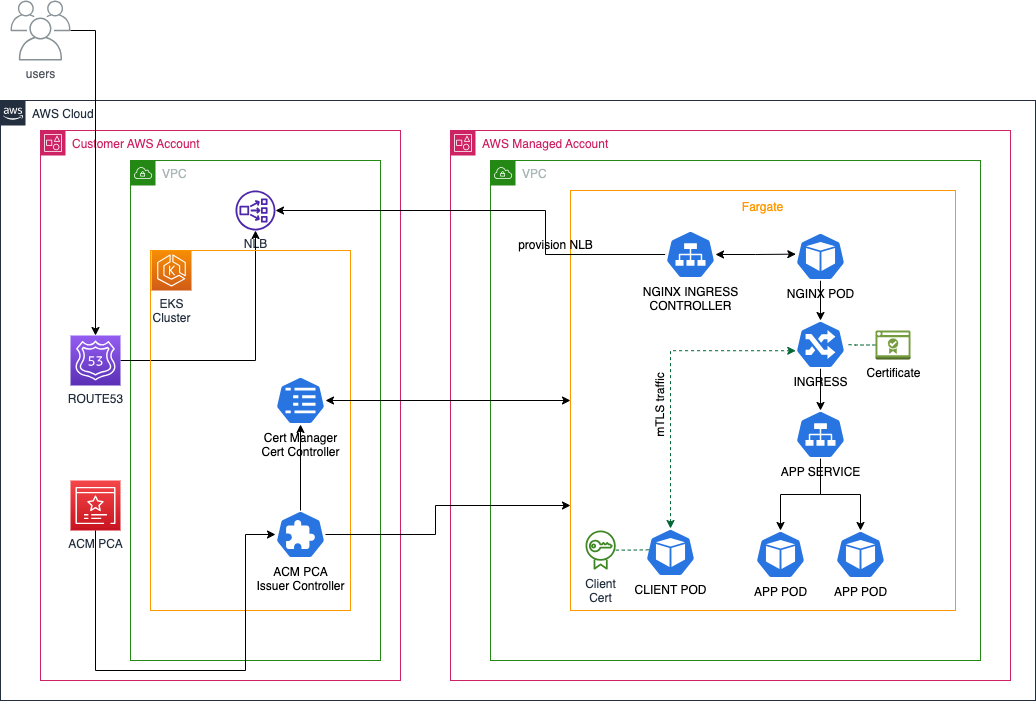 users
aws
AWS Cloud
Customer AWS Account
VPC
NLB
EKS
Cluster
K
53
ROUTE53
Cert Manager
Cert Controller
ACM PCA
ACM PCA
Issuer Controller
AWS Managed Account
VPC
Fargate
provision NLB
NGINX INGRESS
CONTROLLER
NGINX POD
INGRESS
Certificate
mTLS traffic
APP SERVICE
Client
Cert
CLIENT POD
APP POD
APP POD